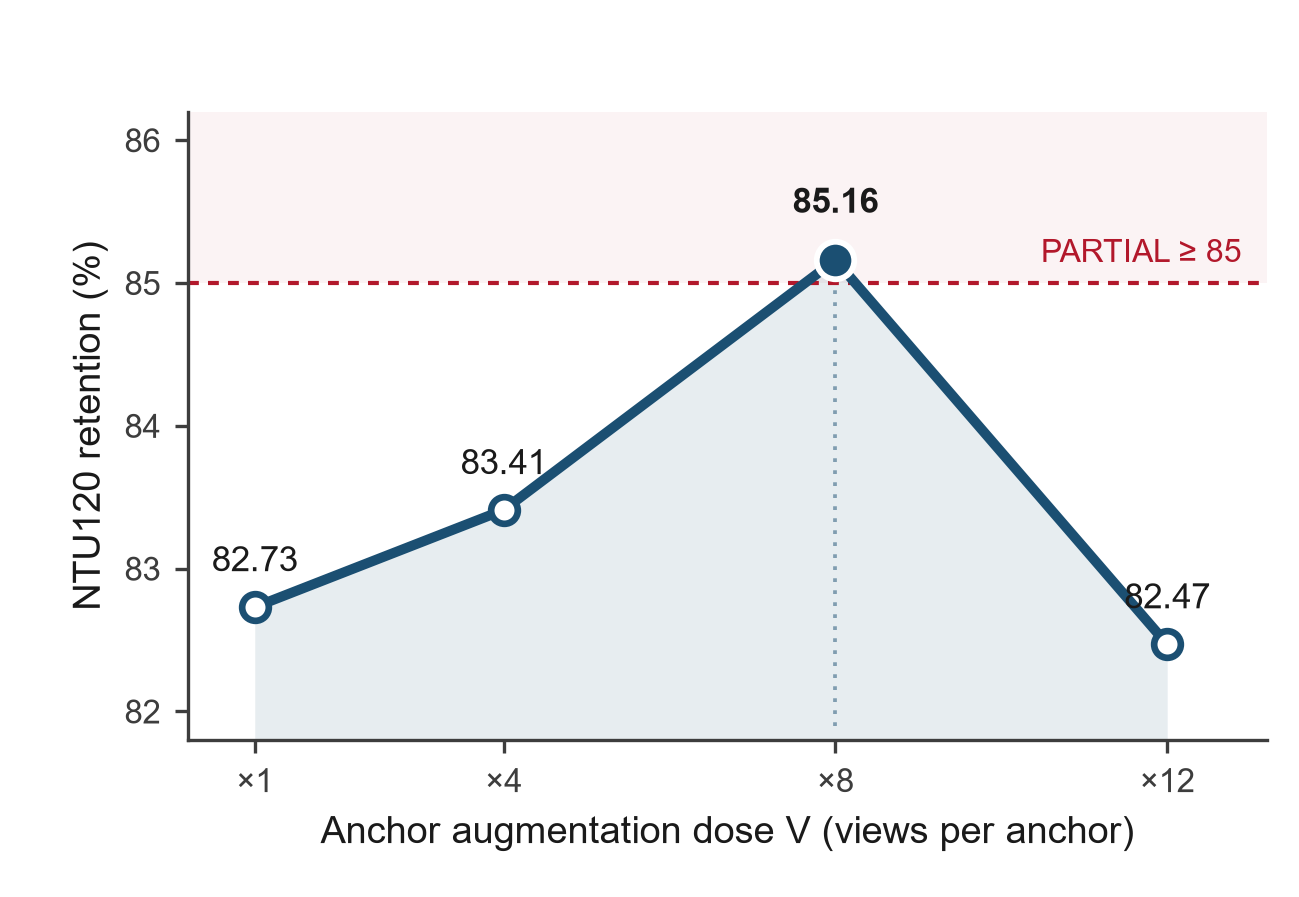 86
85.16
PARTIAL ≥ 85
85
84
83.41
83
82.73
82.47
82
NTU120 retention (%)
×1 ×4 ×8 ×12
Anchor augmentation dose V (views per anchor)